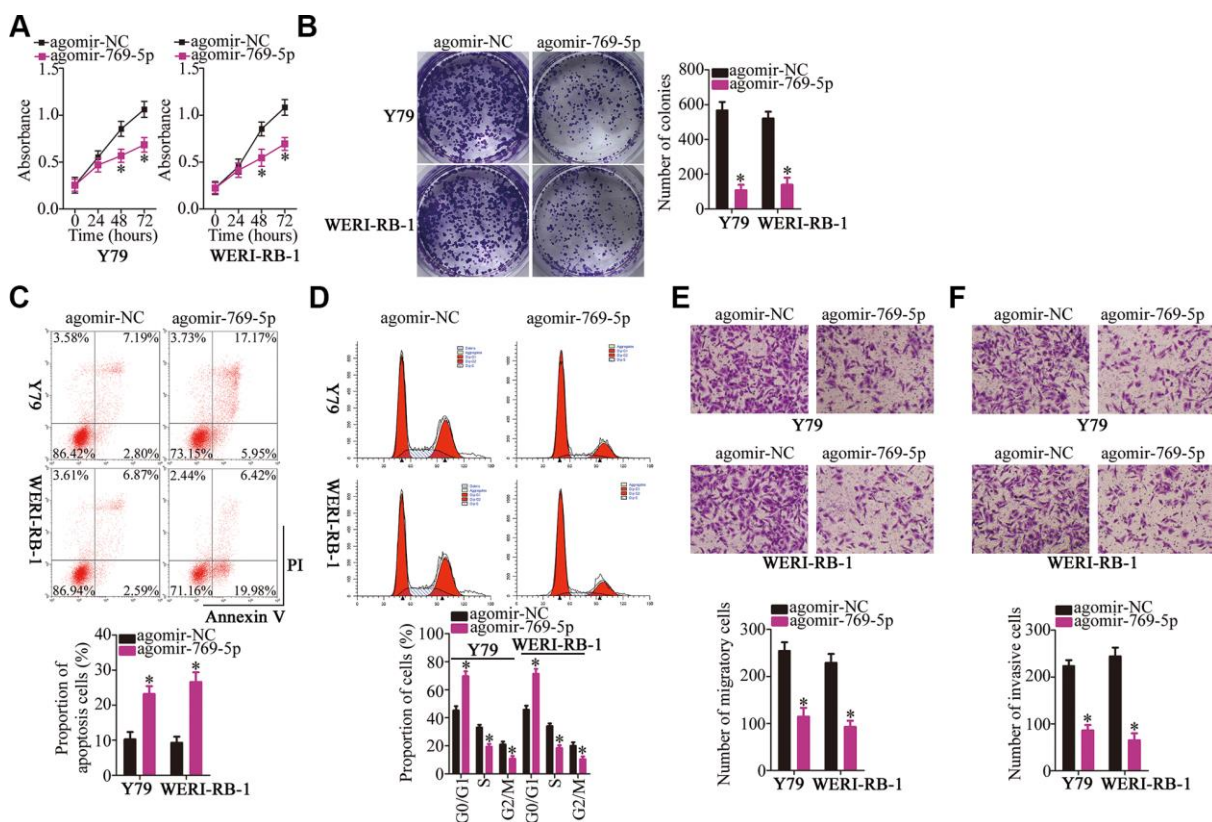 A
agomir-NC
agomir-769-5p
Absorbance
1.5
1.0
0.5
0.0
0 24 48 72
* *
Time (hours)
Y79
Absorbance
1.5
1.0
0.5
0.0
0 24 48 72
* *
Time (hours)
WERI-RB-1
B
agomir-NC agomir-769-5p
Y79
WERI-RB-1
agomir-NC
agomir-769-5p
Number of colonies
800
600
400
200
0
* *
Y79 WERI-RB-1
C
agomir-NC agomir-769-5p
Y79
3.58% 7.19% 3.73% 17.17%
86.42% 2.80% 73.15% 5.95%
WERI-RB-1
3.61% 6.87% 2.44% 6.42%
86.94% 2.59% 71.16% 19.98%
PI
Annexin V
agomir-NC
agomir-769-5p
Proportion of
apoptosis cells (%)
40
30
20
10
0
* *
Y79 WERI-RB-1
D
agomir-NC agomir-769-5p
Y79
WERI-RB-1
agomir-NC
agomir-769-5p
Proportion of cells (%)
100
80
60
40
20
0
Y79 WERI-RB-1
* * * * * *
G0/G1 S G2/M G0/G1 S G2/M
E
agomir-NC agomir-769-5p
Y79
agomir-NC agomir-769-5p
WERI-RB-1
agomir-NC
agomir-769-5p
Number of migratory cells
300
200
100
0
* *
Y79 WERI-RB-1
F
agomir-NC agomir-769-5p
Y79
agomir-NC agomir-769-5p
WERI-RB-1
agomir-NC
agomir-769-5p
Number of invasive cells
300
200
100
0
* *
Y79 WERI-RB-1